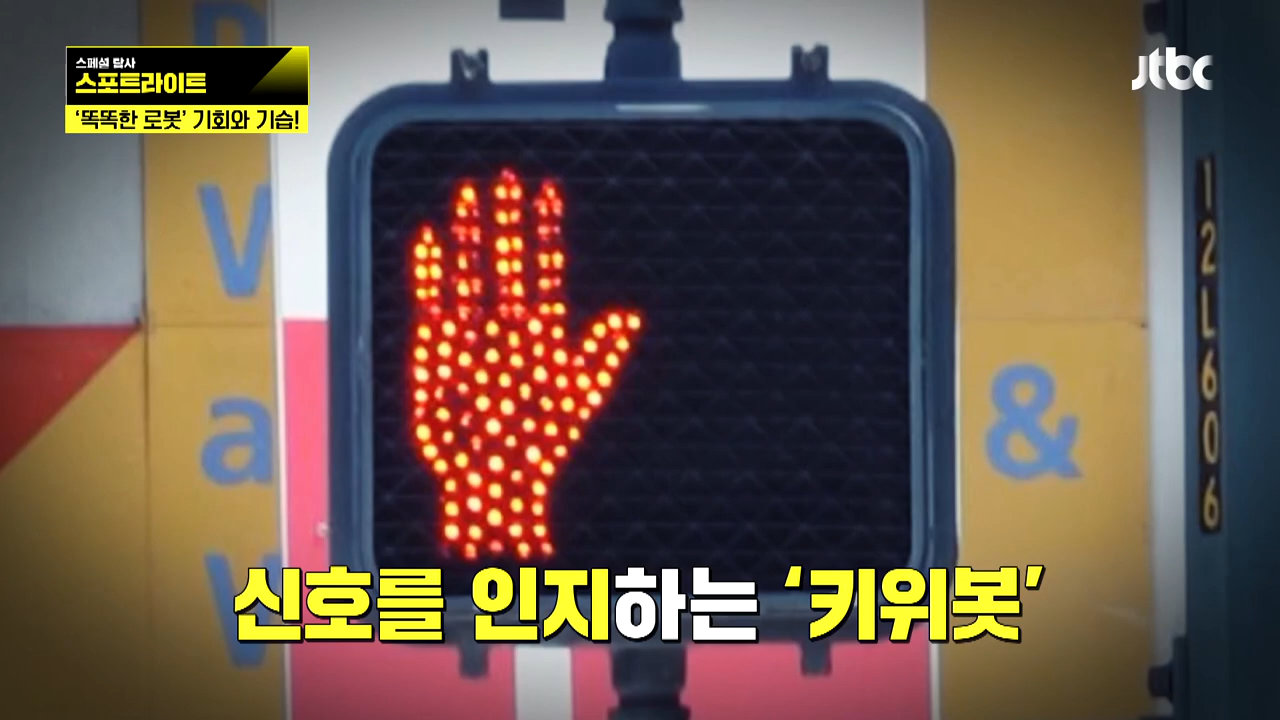 스페셜 탐사
스포트라이트
'똑똑한 로봇' 기회와 기습!
jtbc
a
&
12L606
신호를 인지하는 '키위봇'